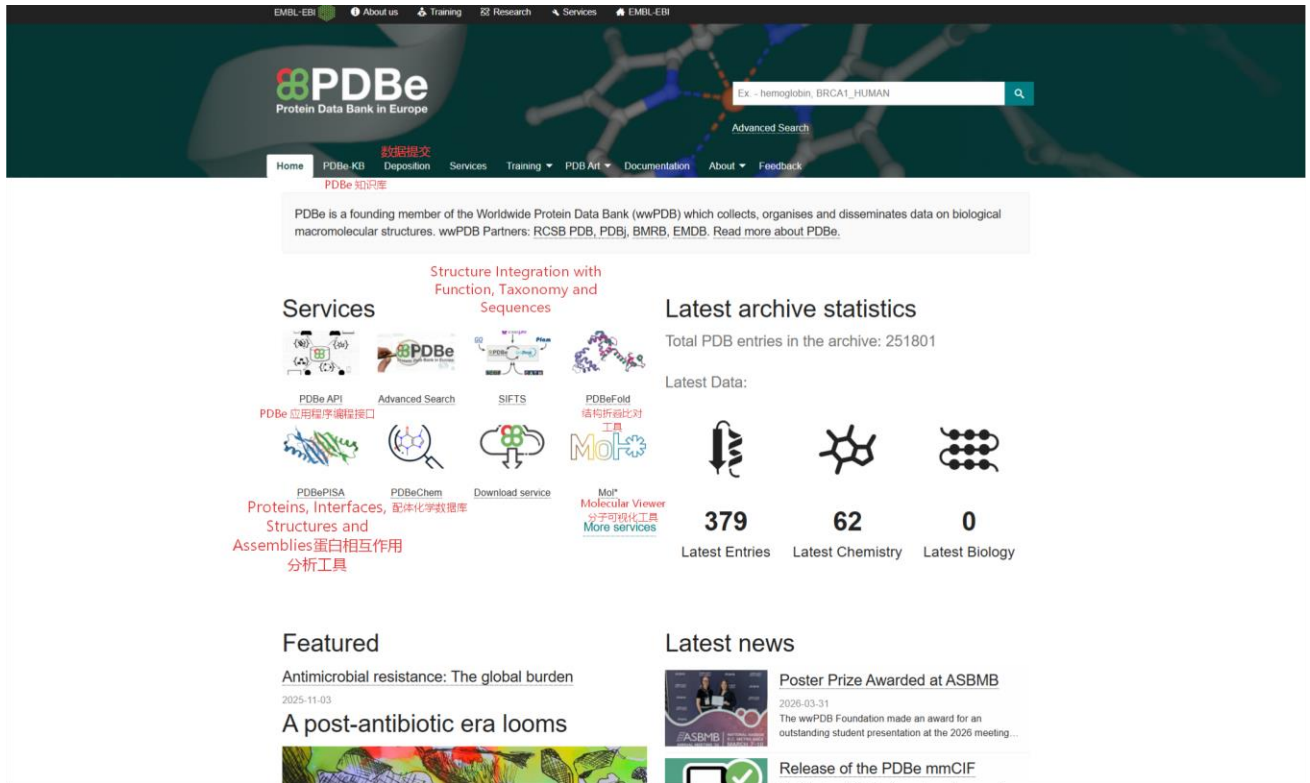 EMBL-EBI
About us
Training
Research
Services
EMBL-EBI
PDBe
Protein Data Bank in Europe
Ex. - hemoglobin, BRCA1_HUMAN
Advanced Search
数据提交
Home PDBe-KB Deposition Services Training PDB Art Documentation About Feedback
PDBe 知识库
PDBe is a founding member of the Worldwide Protein Data Bank (wwPDB) which collects, organises and disseminates data on biological
macromolecular structures. wwPDB Partners: RCSB PDB, PDBj, BMRB, EMDB. Read more about PDBe.
Structure Integration with
Function, Taxonomy and
Sequences
Services
PDBe
PDBe API Advanced Search SIFTS PDBeFold
PDBe 应用程序编程接口
结构折叠比对
工具
PDBePISA PDBeChem Download service Mol*
Proteins, Interfaces,
Structures and
Assemblies蛋白相互作用
分析工具
配体化学数据库
Molecular Viewer
分子可视化工具
More services
Latest archive statistics
Total PDB entries in the archive: 251801
Latest Data:
379 62 0
Latest Entries Latest Chemistry Latest Biology
Featured
Antimicrobial resistance: The global burden
2025-11-03
A post-antibiotic era looms
Latest news
Poster Prize Awarded at ASBMB
2026-03-31
The wwPDB Foundation made an award for an
outstanding student presentation at the 2026 meeting...
ASBMB
Release of the PDBe mmCIF